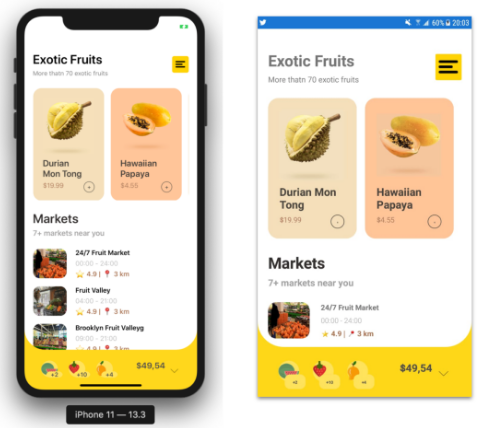 Exotic Fruits
More thatn 70 exotic fruits
Durian
Mon Tong
$19.99
+
Hawaiian
Papaya
$4.55
+
Markets
7+ markets near you
24/7 Fruit Market
00:00 - 24:00
4.9 | 3 km
Fruit Valley
04:00 - 21:00
4.9 | 3 km
Brooklyn Fruit Valleyg
09:00 - 21:00
4.9 | 3 km
+2
+10
+4
$49,54
iPhone 11 — 13.3
60% 20:03
Exotic Fruits
More thatn 70 exotic fruits
Durian Mon
Tong
$19.99
Hawaiian
Papaya
$4.55
Markets
7+ markets near you
24/7 Fruit Market
00:00 - 24:00
4.9 | 3 km
+2
+10
+6
$49,54